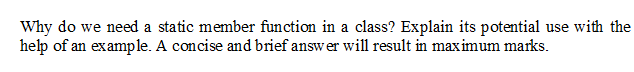 Why do we need a static member function in a class? Explain its potential use with the
help of an example. A concise and brief answer will result in maximum marks.